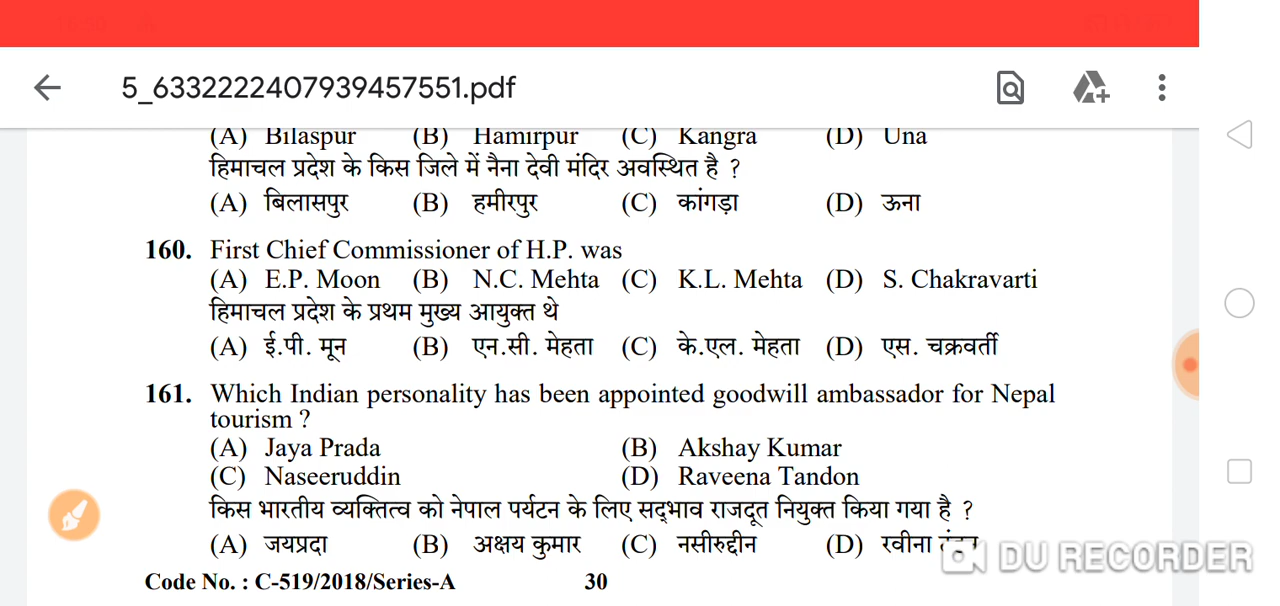 5_6332222407939457551.pdf
(A) Bilaspur (B) Hamirpur (C) Kangra (D) Una
हिमाचल प्रदेश के किस जिले में नैना देवी मंदिर अवस्थित है ?
(A) बिलासपुर (B) हमीरपुर (C) कांगड़ा (D) ऊना
160. First Chief Commissioner of H.P. was
(A) E.P. Moon (B) N.C. Mehta (C) K.L. Mehta (D) S. Chakravarti
हिमाचल प्रदेश के प्रथम मुख्य आयुक्त थे
(A) ई.पी. मून (B) एन.सी. मेहता (C) के.एल. मेहता (D) एस. चक्रवर्ती
161. Which Indian personality has been appointed goodwill ambassador for Nepal
tourism ?
(A) Jaya Prada (B) Akshay Kumar
(C) Naseeruddin (D) Raveena Tandon
किस भारतीय व्यक्तित्व को नेपाल पर्यटन के लिए सद्भाव राजदूत नियुक्त किया गया है ?
(A) जयप्रदा (B) अक्षय कुमार (C) नसीरुद्दीन (D) रवीना
DU RECORDER
Code No. : C-519/2018/Series-A 30